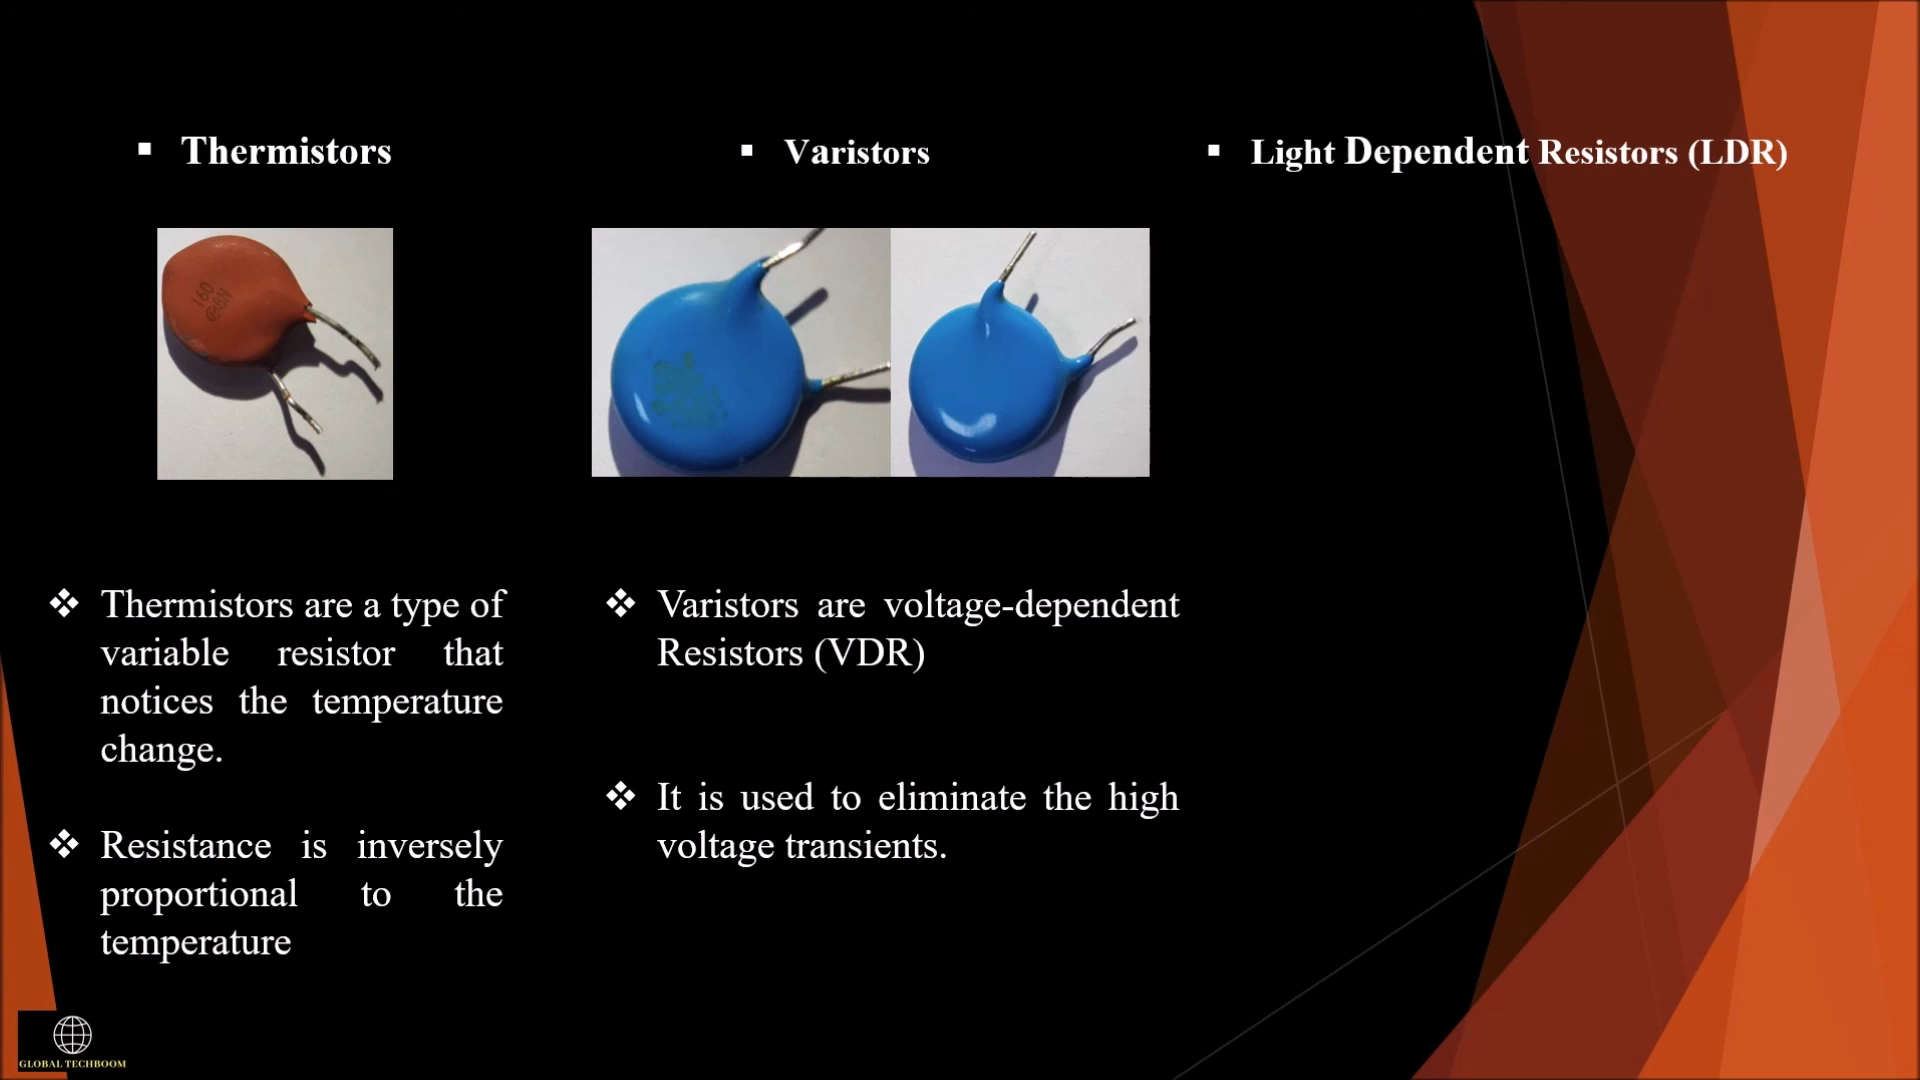 ▪ Thermistors
▪ Varistors
▪ Light Dependent Resistors (LDR)
160
❖ Thermistors are a type of
variable resistor that
notices the temperature
change.
❖ Resistance is inversely
proportional to the
temperature
❖ Varistors are voltage-dependent
Resistors (VDR)
❖ It is used to eliminate the high
voltage transients.
GLOBAL TECHBOOM